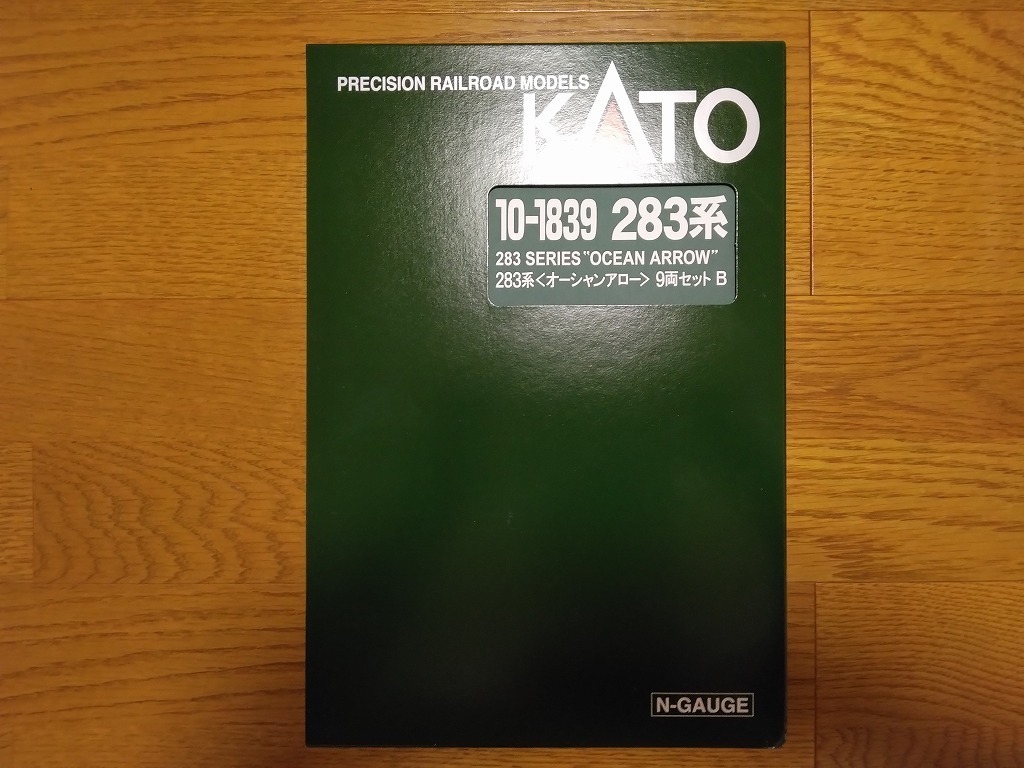 PRECISION RAILROAD MODELS
KATO
10-1839 283系
283 SERIES "OCEAN ARROW"
283系<オーシャンアロー> 9両セット B
N-GAUGE